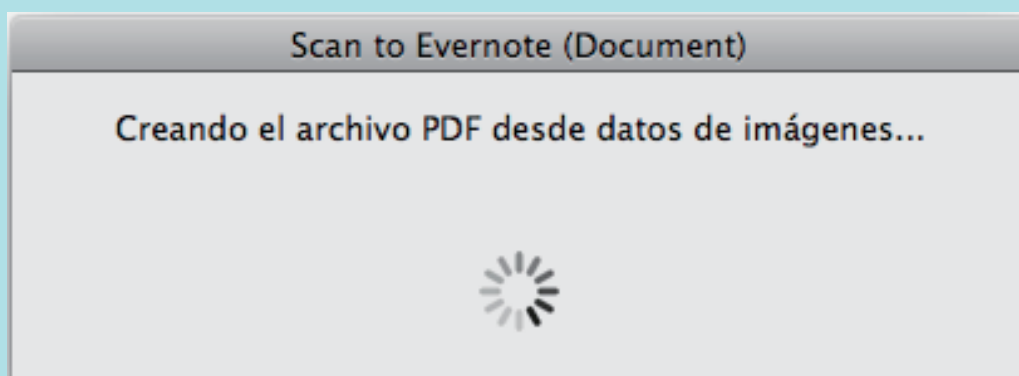 Scan to Evernote (Document)
Creando el archivo PDF desde datos de imágenes...